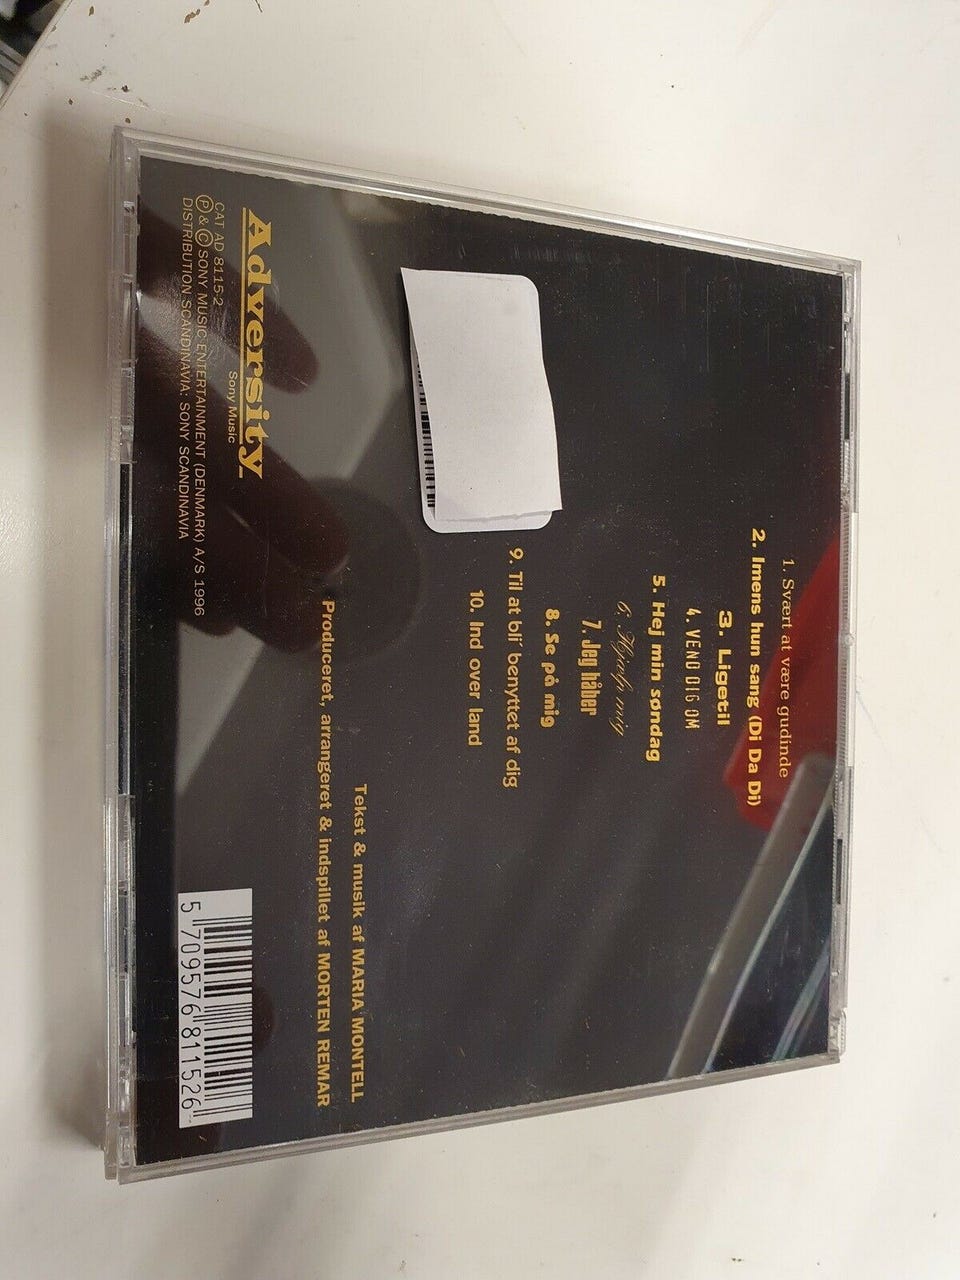 1. Svært at være gudinde
2. Imens hun sang (Di Da Di)
3. Ligetil
4. VEND DIG OM
5. Hej min søndag
6. Hjælp mig
7. Jeg håber
8. Se på mig
9. Til at bli' benyttet af dig
10. Ind over land
Tekst & musik af MARIA MONTELL
Produceret, arrangeret & indspillet af MORTEN REMAR
Adversity
Sony Music
CAT AD 8115-2
Ⓟ & Ⓒ SONY MUSIC ENTERTAINMENT (DENMARK) A/S 1996
DISTRIBUTION SCANDINAVIA: SONY SCANDINAVIA
5 709576 811526